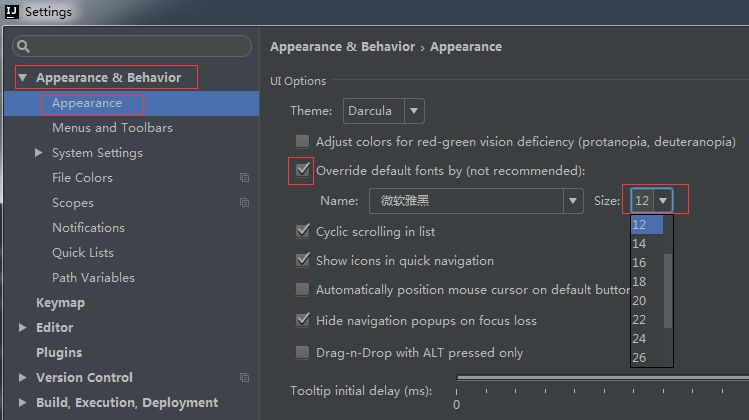 IJ Settings
Appearance & Behavior › Appearance
Appearance & Behavior
Appearance
Menus and Toolbars
System Settings
File Colors
Scopes
Notifications
Quick Lists
Path Variables
Keymap
Editor
Plugins
Version Control
Build, Execution, Deployment
UI Options
Theme: Darcula
Adjust colors for red-green vision deficiency (protanopia, deuteranopia)
Override default fonts by (not recommended):
Name: 微软雅黑 Size: 12
12
14
16
18
20
22
24
26
Cyclic scrolling in list
Show icons in quick navigation
Automatically position mouse cursor on default button
Hide navigation popups on focus loss
Drag-n-Drop with ALT pressed only
Tooltip initial delay (ms):
0